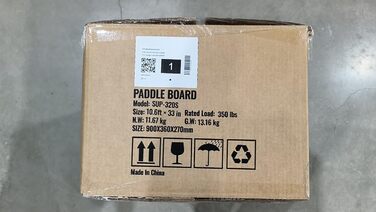 1
PADDLE BOARD
Model: SUP-320S
Size: 10.6ft × 33 in Rated Load: 350 lbs
N.W: 11.67 kg G.W: 13.16 kg
SIZE: 900X360X270mm
Made In China